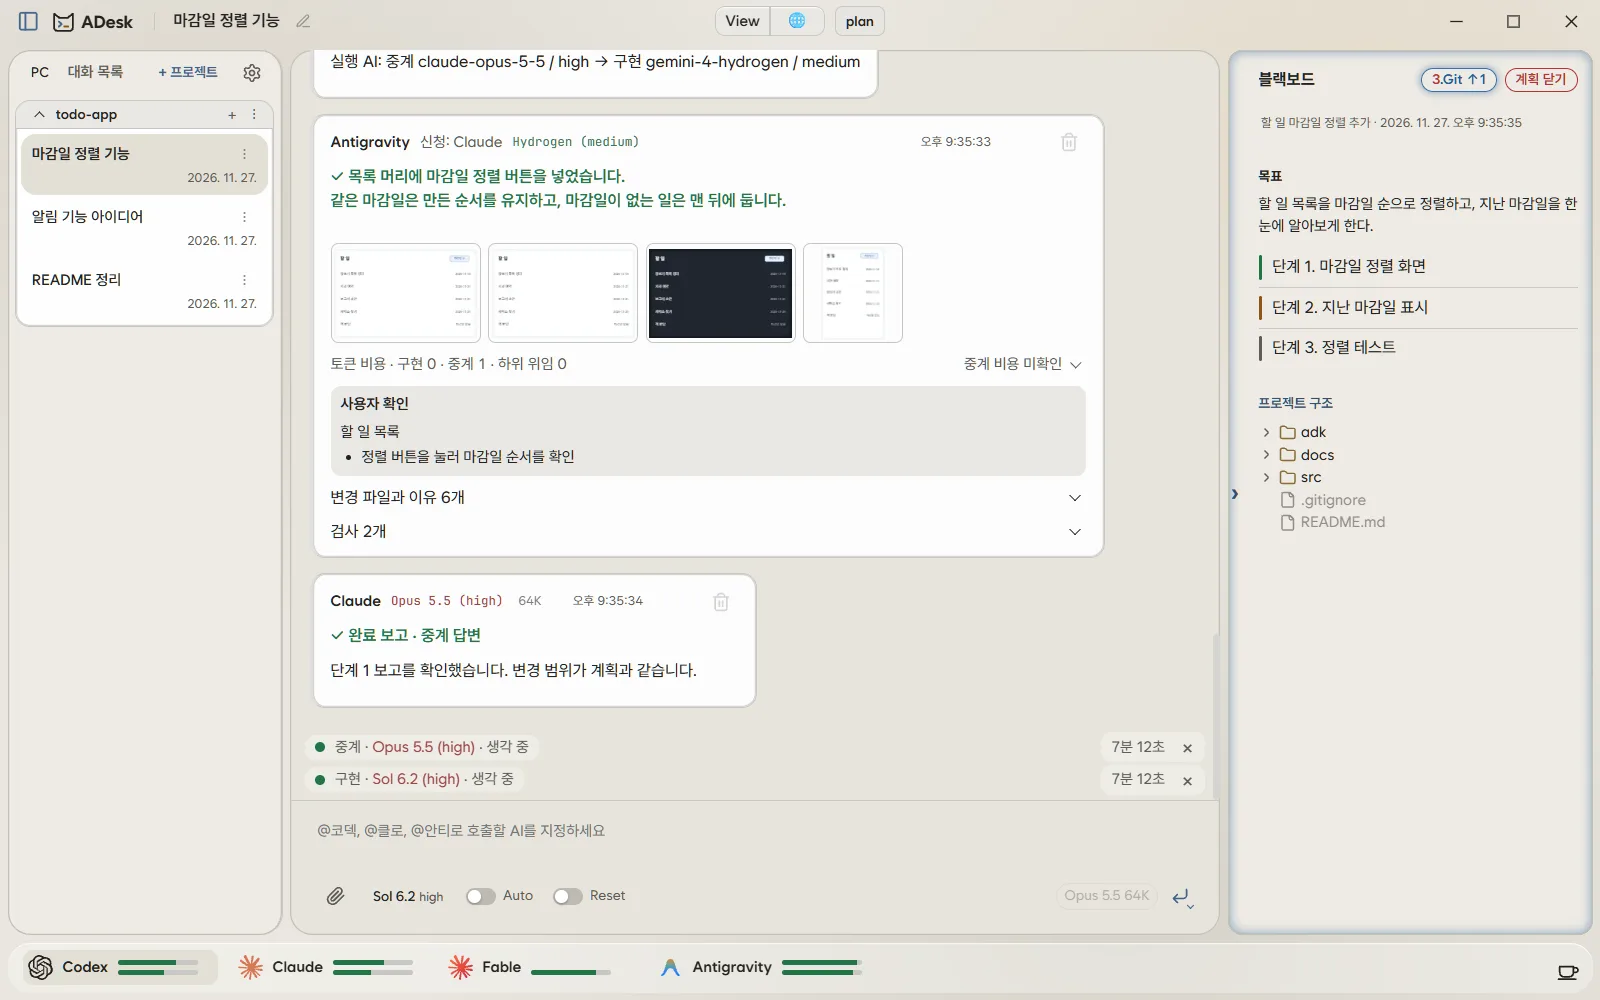 ADesk
마감일 정렬 기능
View
plan
PC
대화 목록
+ 프로젝트
todo-app
마감일 정렬 기능
2026. 11. 27.
알림 기능 아이디어
2026. 11. 27.
README 정리
2026. 11. 27.
실행 AI: 중계 claude-opus-5-5 / high → 구현 gemini-4-hydrogen / medium
Antigravity 신청: Claude Hydrogen (medium) 오후 9:35:33
✓ 목록 머리에 마감일 정렬 버튼을 넣었습니다.
같은 마감일은 만든 순서를 유지하고, 마감일이 없는 일은 맨 뒤에 둡니다.
할 일
할 일
할 일
할 일
토큰 비용 · 구현 0 · 중계 1 · 하위 위임 0
중계 비용 미확인
사용자 확인
할 일 목록
• 정렬 버튼을 눌러 마감일 순서를 확인
변경 파일과 이유 6개
검사 2개
Claude Opus 5.5 (high) 64K 오후 9:35:34
✓ 완료 보고 · 중계 답변
단계 1 보고를 확인했습니다. 변경 범위가 계획과 같습니다.
중계 · Opus 5.5 (high) · 생각 중
7분 12초
구현 · Sol 6.2 (high) · 생각 중
7분 12초
@코덱, @클로, @안티로 호출할 AI를 지정하세요
Sol 6.2 high
Auto
Reset
Opus 5.5 64K
블랙보드
3.Git ↑1
계획 닫기
할 일 마감일 정렬 추가 · 2026. 11. 27. 오후 9:35:35
목표
할 일 목록을 마감일 순으로 정렬하고, 지난 마감일을 한
눈에 알아보게 한다.
단계 1. 마감일 정렬 화면
단계 2. 지난 마감일 표시
단계 3. 정렬 테스트
프로젝트 구조
adk
docs
src
.gitignore
README.md
Codex
Claude
Fable
Antigravity